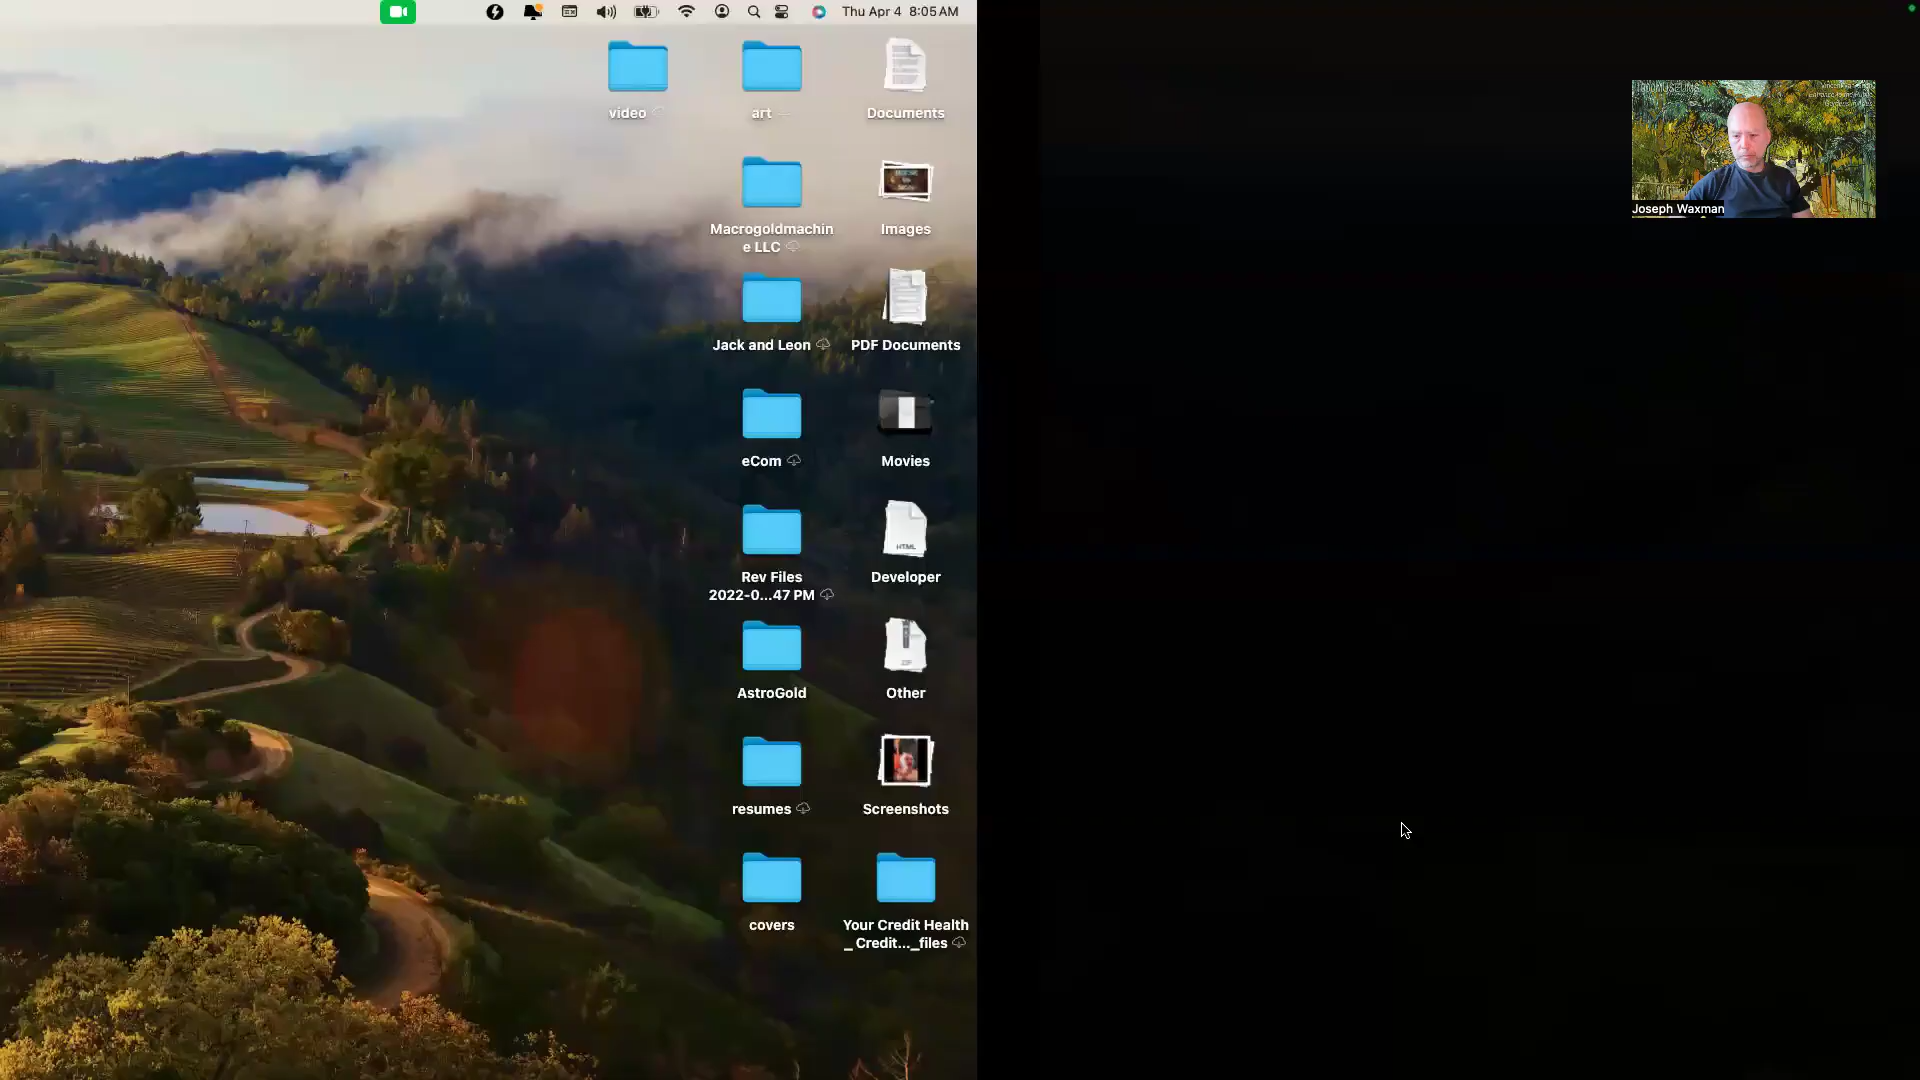 Thu Apr 4 8:05 AM
video
art
Documents
Macrogoldmachin
e LLC
Images
Jack and Leon
PDF Documents
eCom
Movies
HTML
Rev Files
2022-0...47 PM
Developer
ZIP
AstroGold
Other
resumes
Screenshots
covers
Your Credit Health
_ Credit..._files
Joseph Waxman